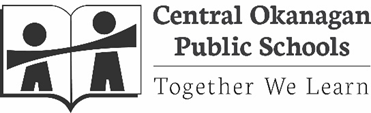 Central Okanagan
Public Schools
Together We Learn